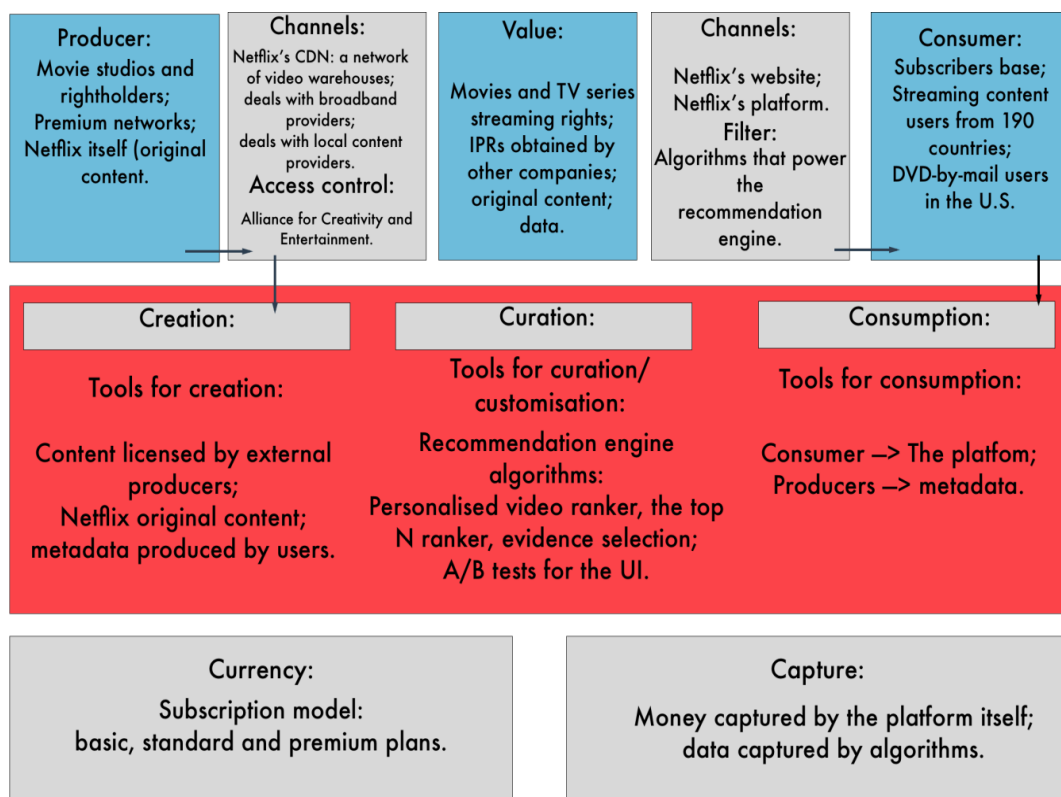 Producer:
Movie studios and
rightholders;
Premium networks;
Netflix itself (original
content.
Channels:
Netflix’s CDN: a network
of video warehouses;
deals with broadband
providers;
deals with local content
providers.
Access control:
Alliance for Creativity and
Entertainment.
Value:
Movies and TV series
streaming rights;
IPRs obtained by
other companies;
original content;
data.
Channels:
Netflix’s website;
Netflix’s platform.
Filter:
Algorithms that power
the
recommendation
engine.
Consumer:
Subscribers base;
Streaming content
users from 190
countries;
DVD-by-mail users
in the U.S.
Creation:
Tools for creation:
Content licensed by external
producers;
Netflix original content;
metadata produced by users.
Curation:
Tools for curation/
customisation:
Recommendation engine
algorithms:
Personalised video ranker, the top
N ranker, evidence selection;
A/B tests for the UI.
Consumption:
Tools for consumption:
Consumer —> The platfom;
Producers —> metadata.
Currency:
Subscription model:
basic, standard and premium plans.
Capture:
Money captured by the platform itself;
data captured by algorithms.